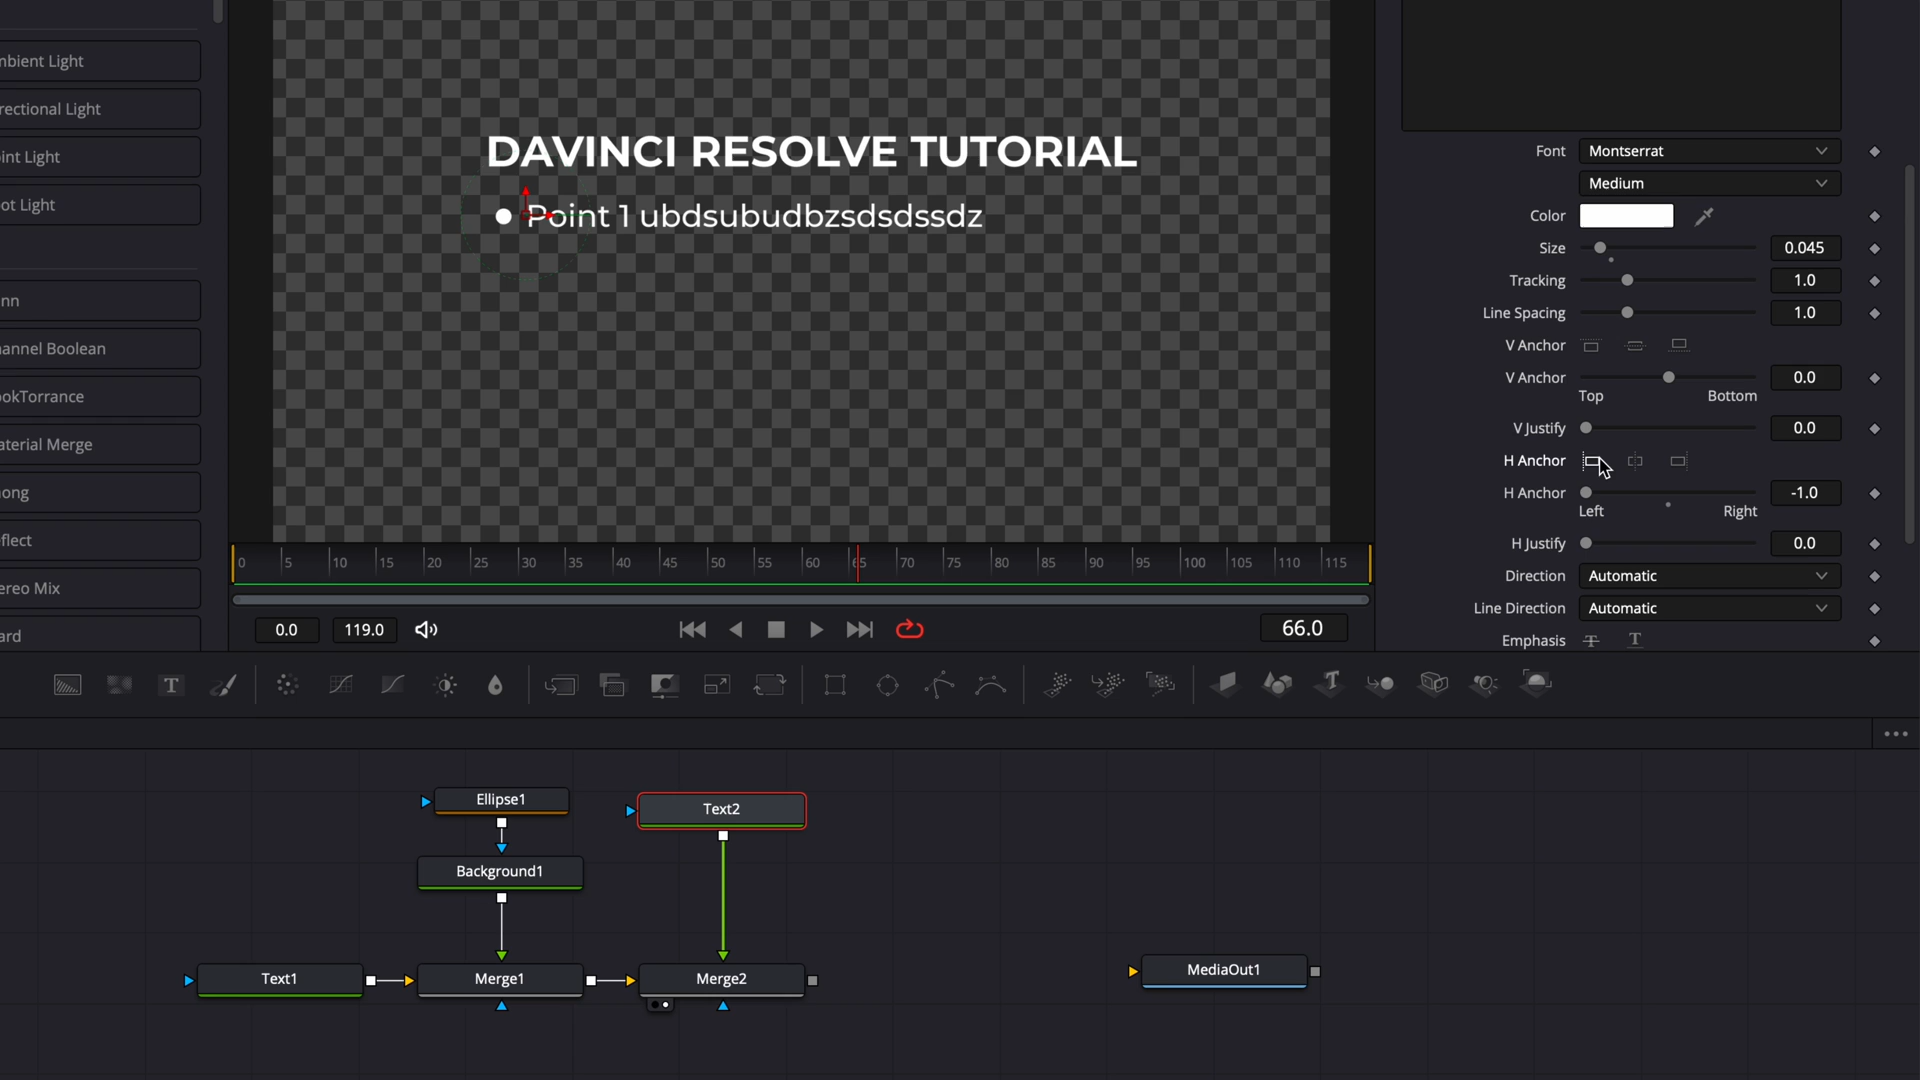 mbient Light
rectional Light
int Light
ot Light
nn
hannel Boolean
ookTorrance
aterial Merge
ong
flect
ereo Mix
ard
DAVINCI RESOLVE TUTORIAL
Point 1 ubdsubudbzsdsdssdz
0 5 10 15 20 25 30 35 40 45 50 55 60 65 70 75 80 85 90 95 100 105 110 115
0.0 119.0 66.0
Font Montserrat
Medium
Color
Size 0.045
Tracking 1.0
Line Spacing 1.0
V Anchor
V Anchor 0.0
Top Bottom
V Justify 0.0
H Anchor
H Anchor -1.0
Left Right
H Justify 0.0
Direction Automatic
Line Direction Automatic
Emphasis T T
T
Ellipse1
Text2
Background1
Text1
Merge1
Merge2
MediaOut1